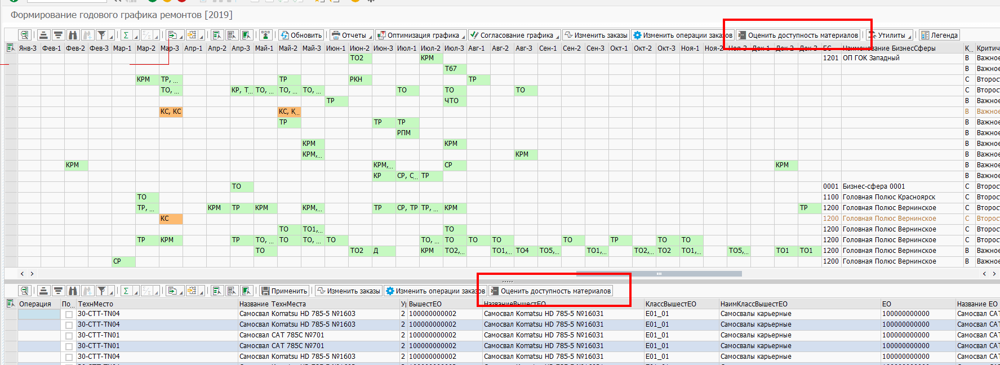 Формирование годового графика ремонтов [2019]
Обновить Отчеты Оптимизация графика Согласование графика Изменить заказы Изменить операции заказов Оценить доступность материалов Утилиты Легенда
Янв-3 Фев-1 Фев-2 Фев-3 Мар-1 Мар-2 Мар-3 Апр-1 Апр-2 Апр-3 Май-1 Май-2 Май-3 Июн-1 Июн-2 Июн-3 Июл-1 Июл-2 Июл-3 Авг-1 Авг-2 Авг-3 Сен-1 Сен-2 Сен-3 Окт-1 Окт-2 Окт-3 Ноя-1 Ноя-2 Ноя-3 Дек-1 Дек-2 Дек-3 БС Наименование БизнесСферы К... Критич
ТО2 КРМ 1201 ОП ГОК Западный В Важное
Т67 В Важное
КРМ ТР, ... ТР РКН ТР С Второс
ТО, ... КР, Т... ТО, ... ТО, ... ТО, ... ТО ТО ТО С Второс
ТР ЧТО В Важное
КС, КС КС, К... В Важное
ТР ТР ТР В Важное
РПМ В Важное
КРМ КРМ В Важное
КРМ,... КРМ В Важное
КРМ КРМ,... СР КРМ В Важное
КР СР, С... ТР В Важное
ТО 0001 Бизнес-сфера 0001 С Второс
ТО 1100 Головная Полюс Красноярск С Второс
ТР, ... КРМ ТР КРМ КРМ,... ТР СР, ТР ТР, ... КРМ ТР 1200 Головная Полюс Вернинское С Второс
КС 1200 Головная Полюс Вернинское С Второс
ТО ТО1,... ТО 1200 Головная Полюс Вернинское С Второс
ТР КРМ ТР ТО, ... ТО ТО, ... ТО ТО, ... ТО ТО ТО ТО ТР ТО ТО 1200 Головная Полюс Вернинское С Второс
ТО ТО2 Д КРМ ТО2,... ТО1,... ТО4 ТО5,... ТО1,... ТО2,... ТО2 ТО1,... ТО5,... ТО1 ТО1 1200 Головная Полюс Вернинское В Важное
СР 1200 Головная Полюс Вернинское В Важное
Применить Изменить заказы Изменить операции заказов Оценить доступность материалов
Операция По... ТехнМесто Название ТехнМеста Ур ВышестЕО НазваниеВышестЕО КлассВышестЕО НаимКлассВышестЕО ЕО Название ЕО
30-СТТ-TN04 Самосвал Komatsu HD 785-5 №1603 2 100000000002 Самосвал Komatsu HD 785-5 №16031 E01_01 Самосвалы карьерные 100000000000 Самосвал CAT
30-СТТ-TN04 Самосвал Komatsu HD 785-5 №1603 2 100000000002 Самосвал Komatsu HD 785-5 №16031 E01_01 Самосвалы карьерные 100000000000 Самосвал CAT
30-СТТ-TN01 Самосвал CAT 785C №701 2 100000000002 Самосвал Komatsu HD 785-5 №16031 E01_01 Самосвалы карьерные 100000000000 Самосвал CAT
30-СТТ-TN01 Самосвал CAT 785C №701 2 100000000002 Самосвал Komatsu HD 785-5 №16031 E01_01 Самосвалы карьерные 100000000000 Самосвал CAT
30-СТТ-TN04 Самосвал Komatsu HD 785-5 №1603 2 100000000002 Самосвал Komatsu HD 785-5 №16031 E01_01 Самосвалы карьерные 100000000000 Самосвал CAT